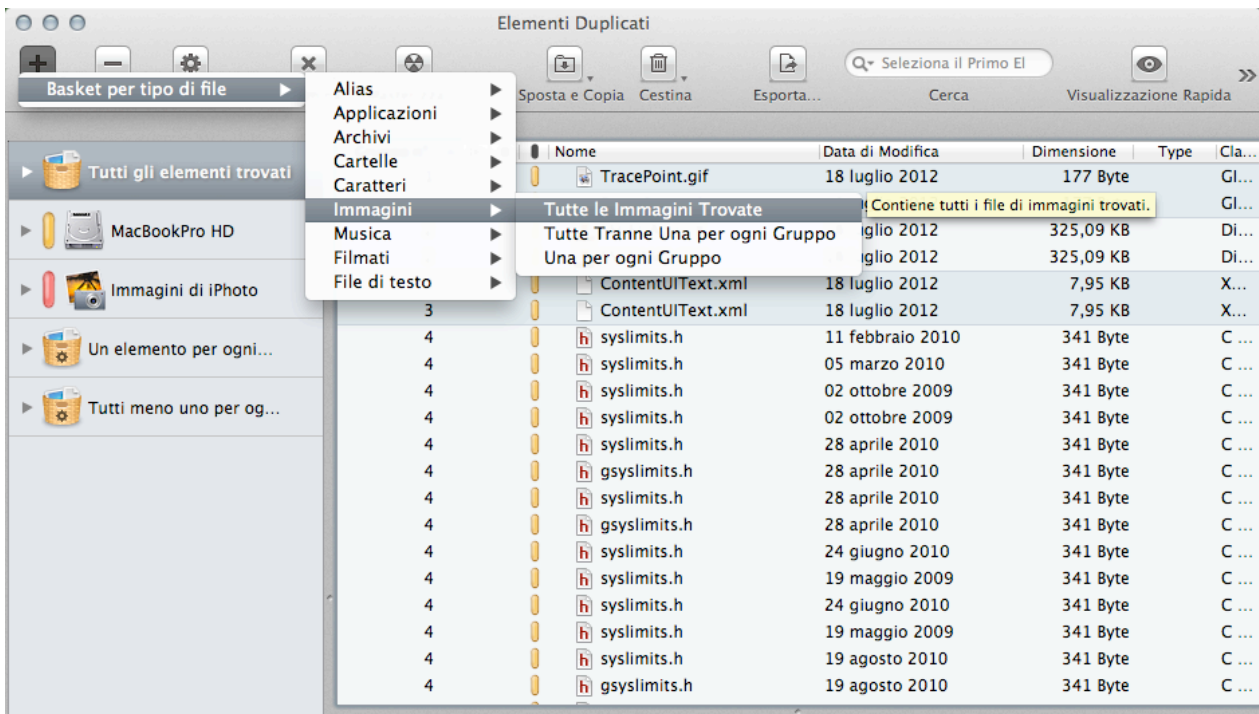 Elementi Duplicati
Seleziona il Primo El
Sposta e Copia Cestina Esporta... Cerca Visualizzazione Rapida
Basket per tipo di file
Alias
Applicazioni
Archivi
Cartelle
Caratteri
Immagini
Musica
Filmati
File di testo
Tutte le Immagini Trovate
Tutte Tranne Una per ogni Gruppo
Una per ogni Gruppo
Contiene tutti i file di immagini trovati.
Tutti gli elementi trovati
MacBookPro HD
Immagini di iPhoto
Un elemento per ogni...
Tutti meno uno per og...
Nome Data di Modifica Dimensione Type Cla...
TracePoint.gif 18 luglio 2012 177 Byte GI...
GI...
glio 2012 325,09 KB Di...
glio 2012 325,09 KB Di...
ContentUIText.xml 18 luglio 2012 7,95 KB X...
3 ContentUIText.xml 18 luglio 2012 7,95 KB X...
4 h syslimits.h 11 febbraio 2010 341 Byte C ...
4 h syslimits.h 05 marzo 2010 341 Byte C ...
4 h syslimits.h 02 ottobre 2009 341 Byte C ...
4 h syslimits.h 02 ottobre 2009 341 Byte C ...
4 h syslimits.h 28 aprile 2010 341 Byte C ...
4 h gsyslimits.h 28 aprile 2010 341 Byte C ...
4 h syslimits.h 28 aprile 2010 341 Byte C ...
4 h gsyslimits.h 28 aprile 2010 341 Byte C ...
4 h syslimits.h 24 giugno 2010 341 Byte C ...
4 h syslimits.h 19 maggio 2009 341 Byte C ...
4 h syslimits.h 24 giugno 2010 341 Byte C ...
4 h syslimits.h 19 maggio 2009 341 Byte C ...
4 h syslimits.h 19 agosto 2010 341 Byte C ...
4 h gsyslimits.h 19 agosto 2010 341 Byte C ...